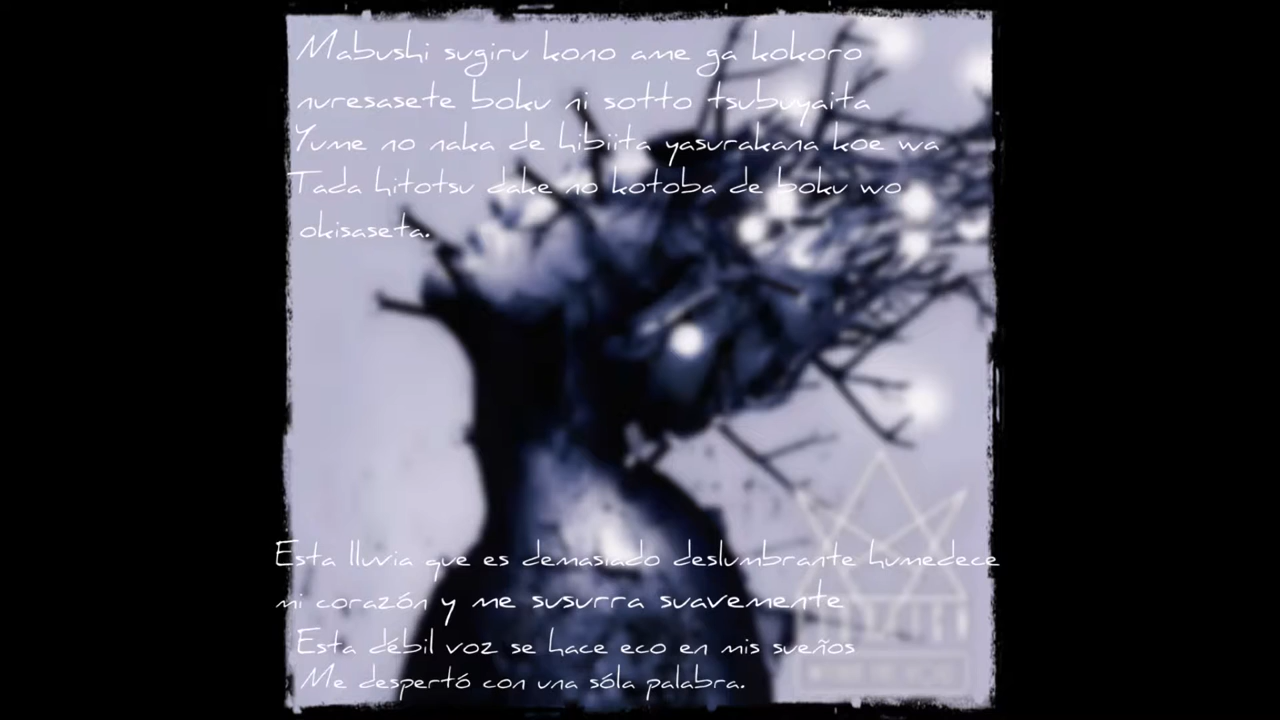 Mabushi sugiru kono ame ga kokoro
nuresasete boku ni sotto tsubuyaita
Yume no naka de hibiita yasurakana koe wa
Tada hitotsu dake no kotoba de boku wo
okisaseta.
Esta lluvia que es demasiado deslumbrante humedece
mi corazón y me susurra suavemente
Esta débil voz se hace eco en mis sueños
Me despertó con una sóla palabra.